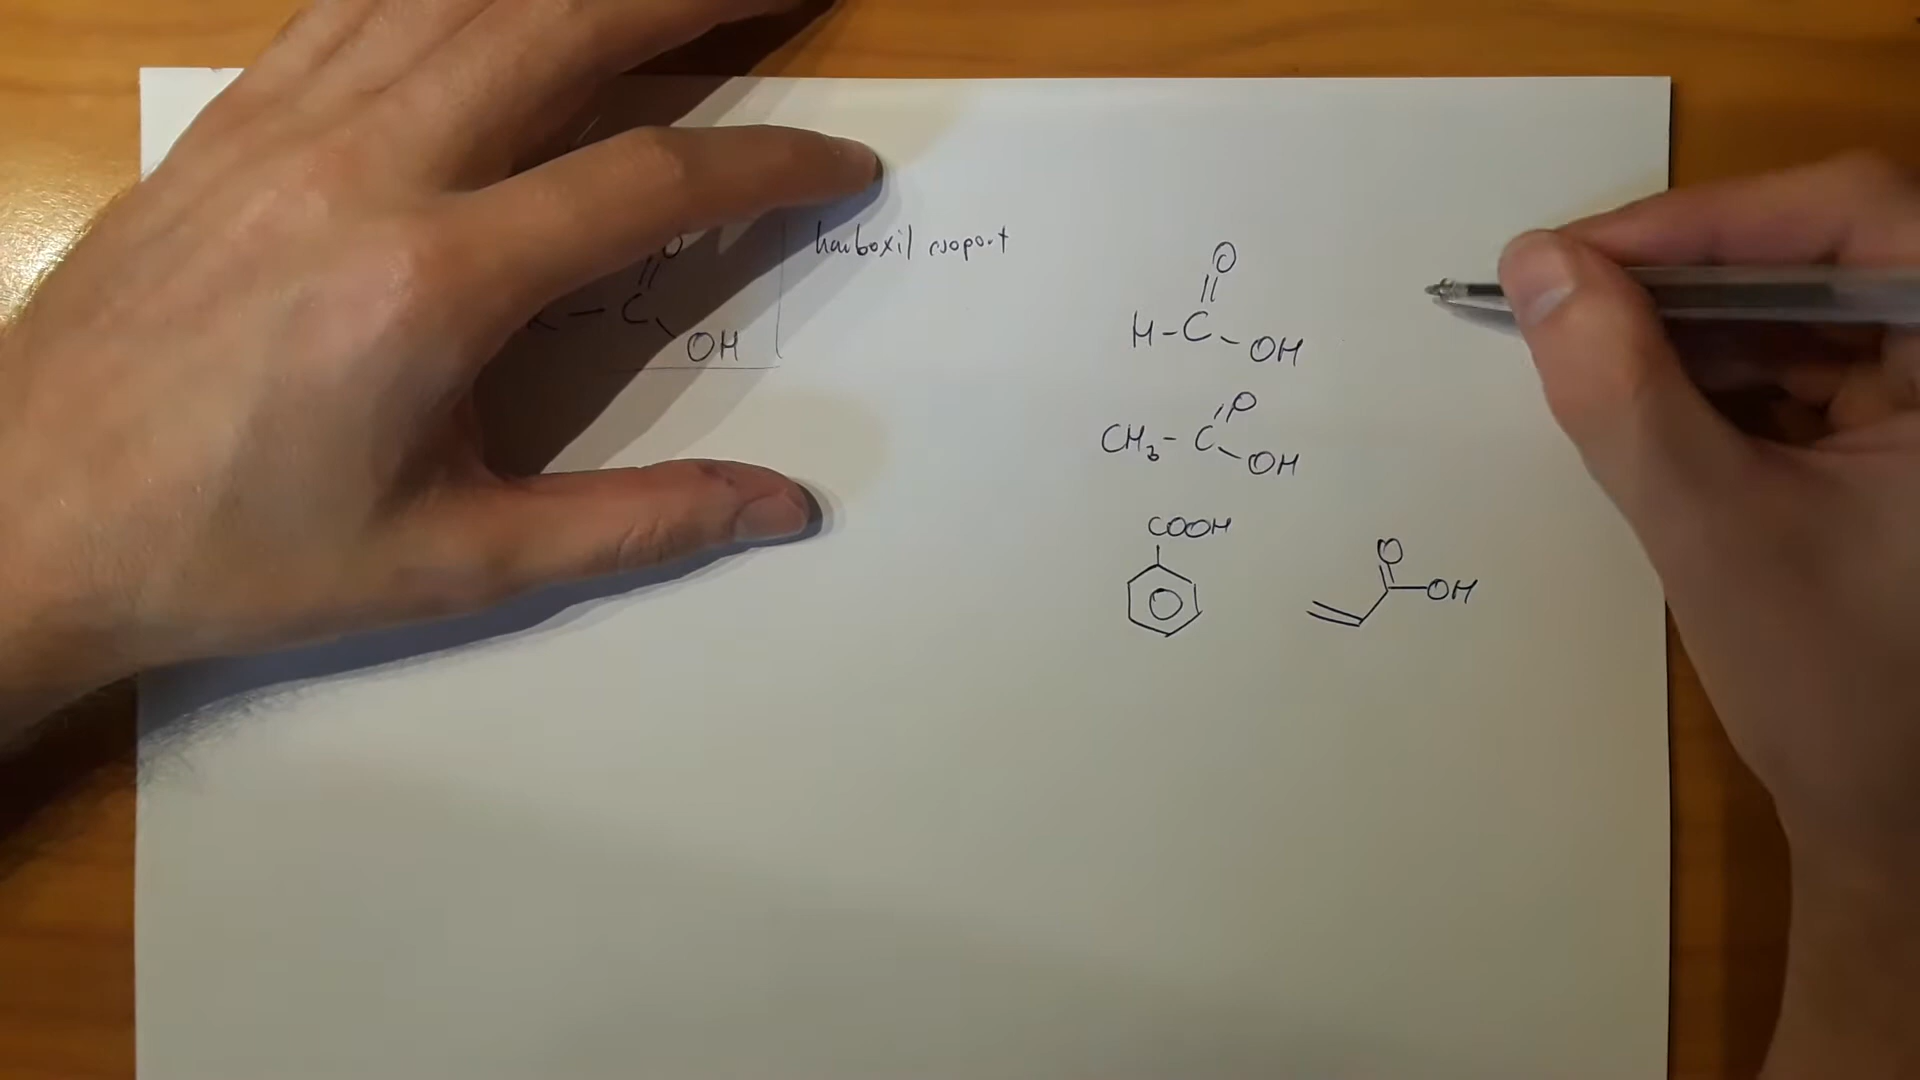 karboxil csoport
O
C
OH
O
H-C-OH
O
CH3-C
OH
COOH
O
OH